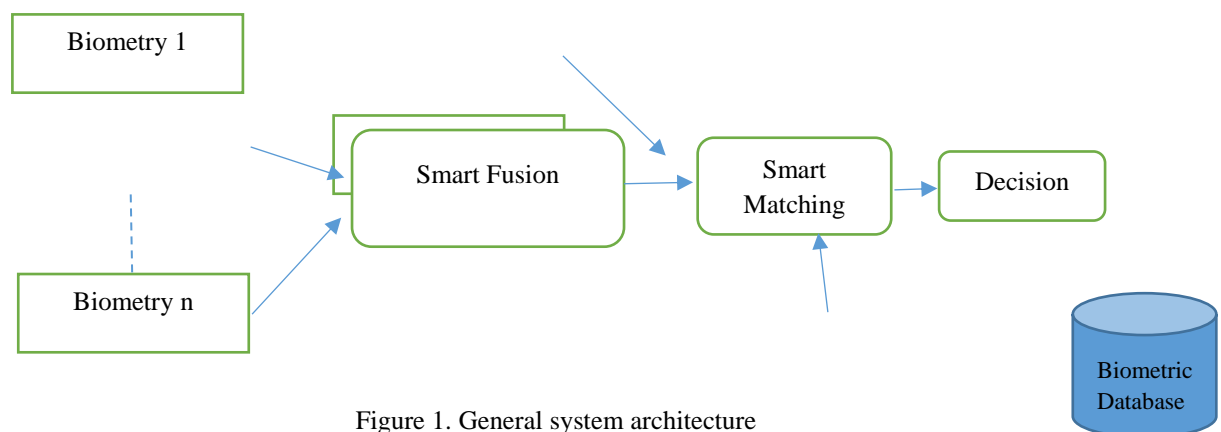 Biometry 1
Smart Fusion
Smart
Matching
Decision
Biometry n
Biometric
Database
Figure 1. General system architecture